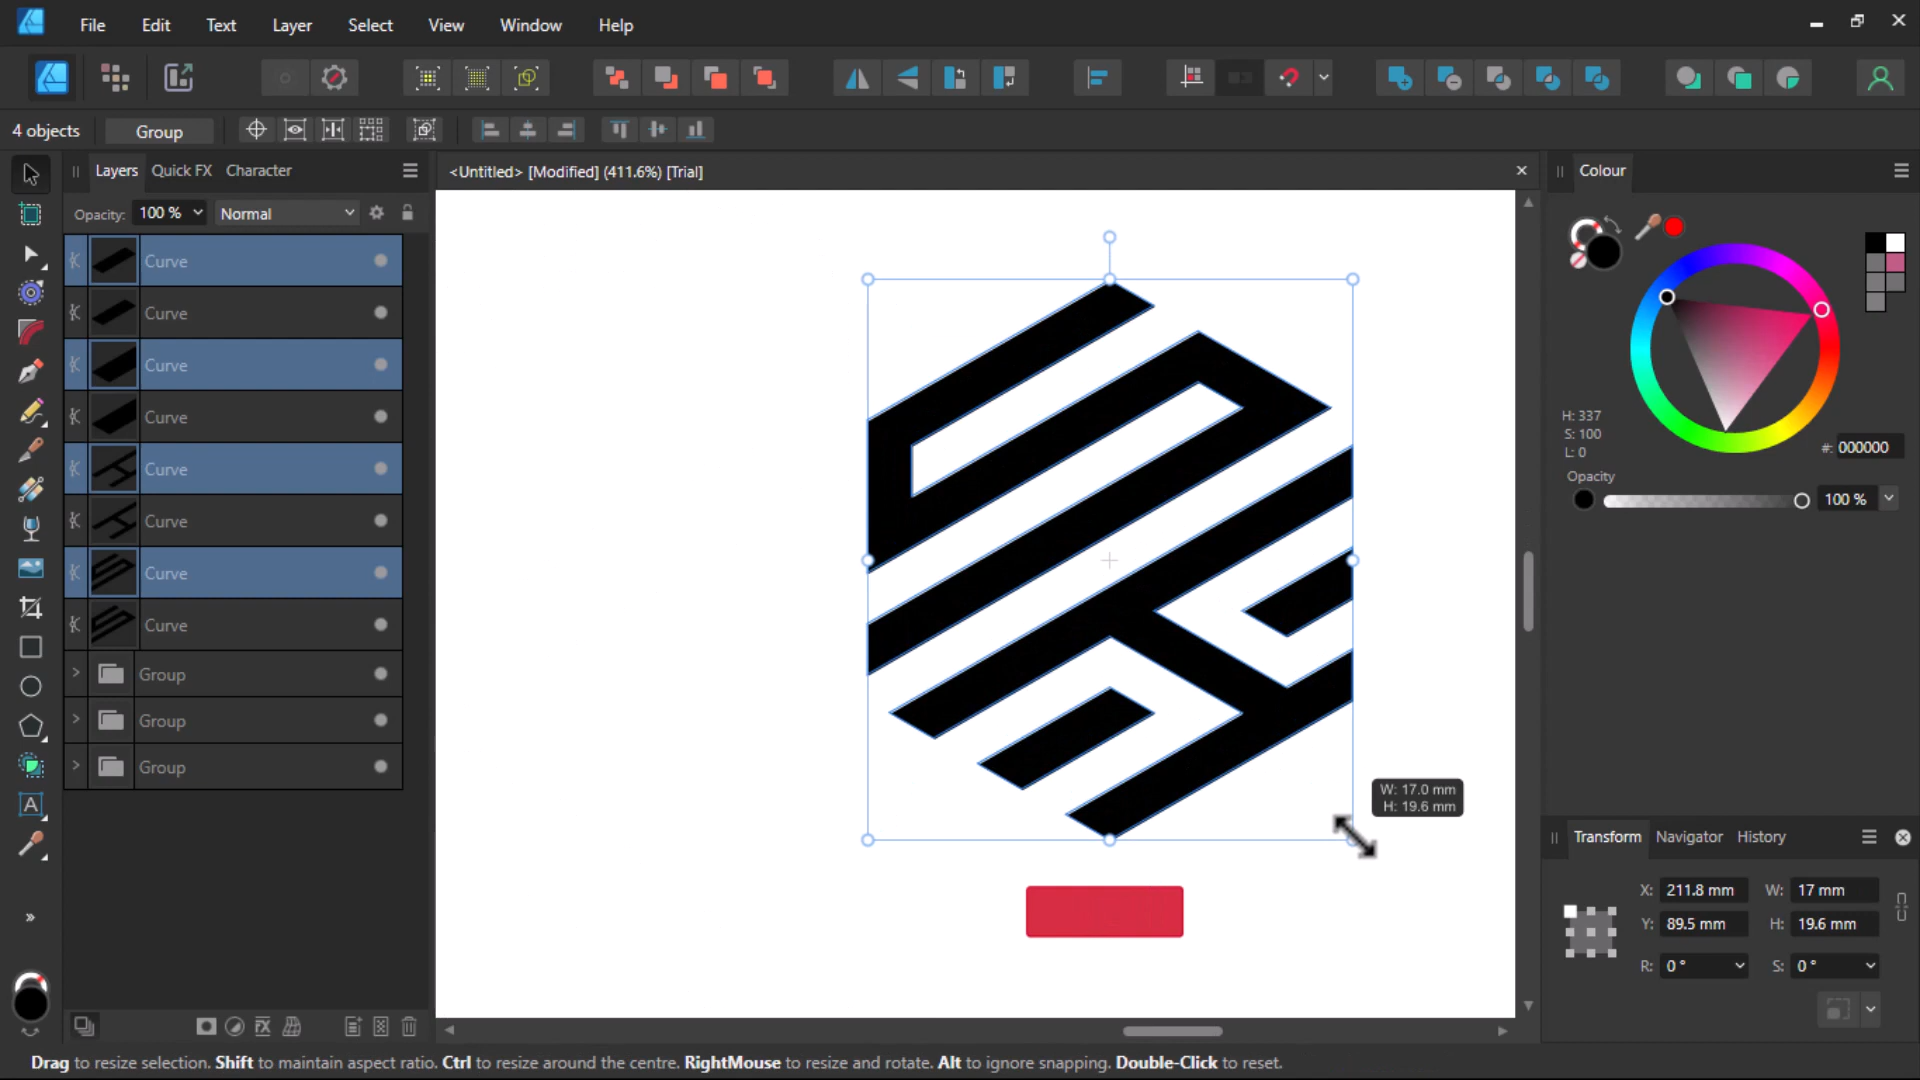 File Edit Text Layer Select View Window Help
4 objects Group
Layers Quick FX Character
<Untitled> [Modified] (411.6%) [Trial]
Colour
Opacity: 100 % Normal
Curve
Curve
Curve
Curve
Curve
Curve
Curve
Curve
Group
Group
Group
H: 337
S: 100
L: 0
#: 000000
Opacity
100 %
W: 17.0 mm
H: 19.6 mm
Transform Navigator History
X: 211.8 mm W: 17 mm
Y: 89.5 mm H: 19.6 mm
R: 0 ° S: 0 °
Drag to resize selection. Shift to maintain aspect ratio. Ctrl to resize around the centre. RightMouse to resize and rotate. Alt to ignore snapping. Double-Click to reset.